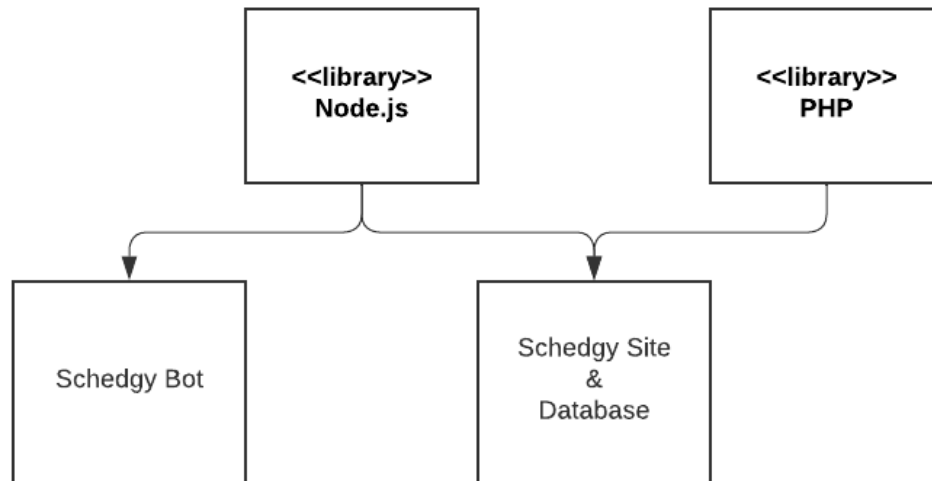 <<library>>
Node.js
<<library>>
PHP
Schedgy Bot
Schedgy Site
&
Database